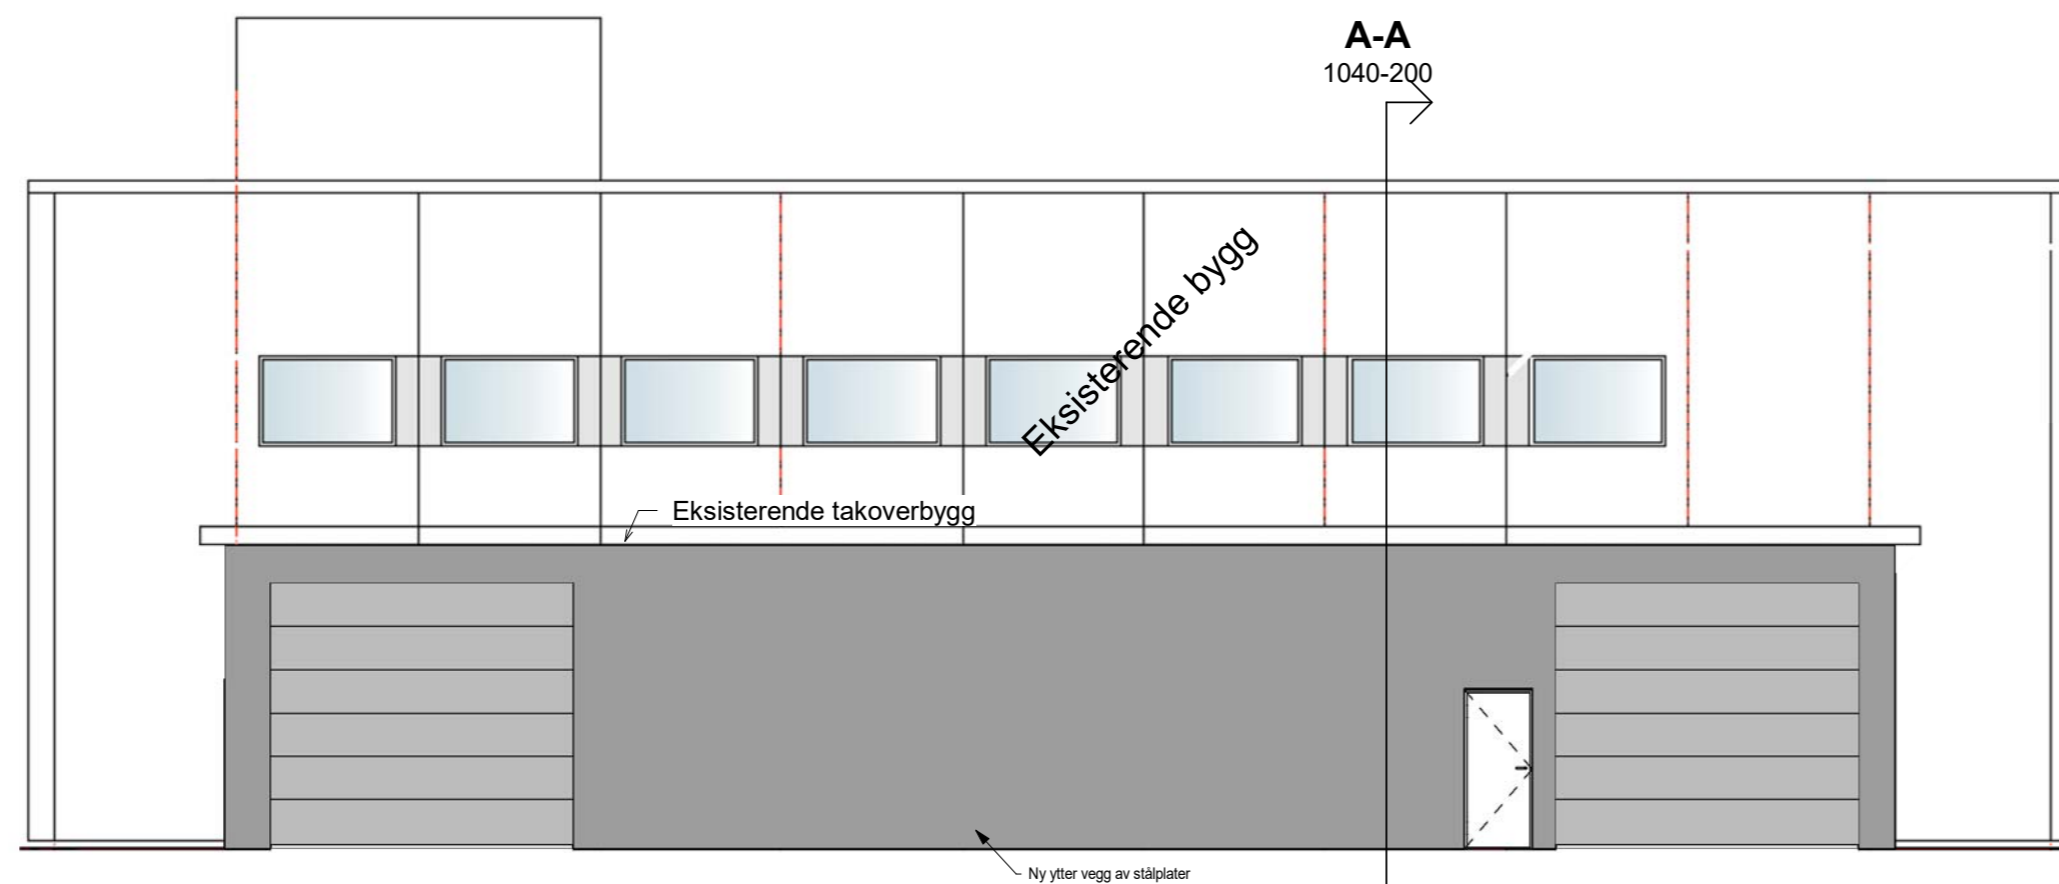 A-A
1040-200
Eksisterende bygg
Eksisterende takoverbygg
Ny ytter vegg av stålplater